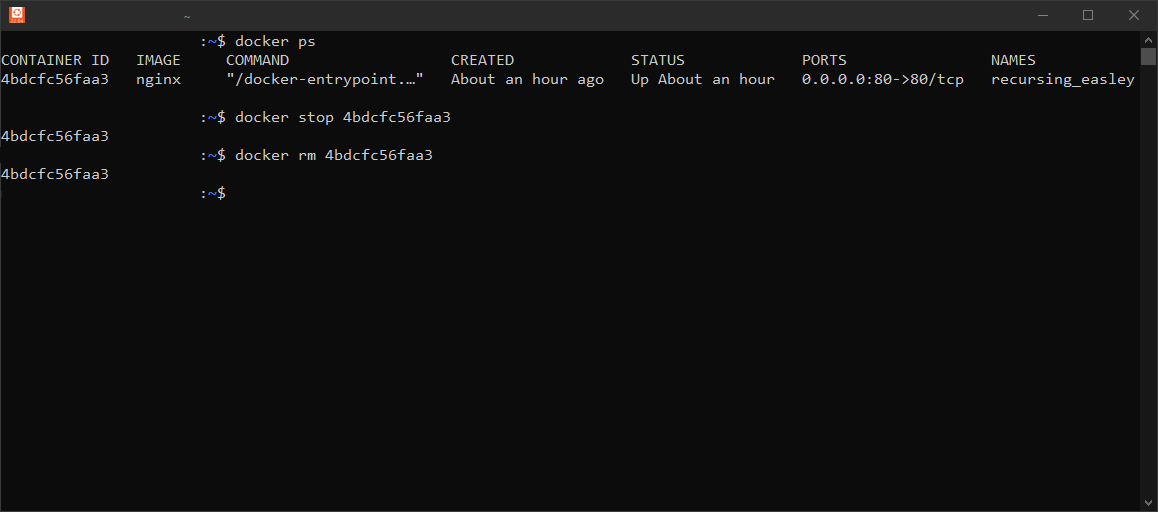 ~
:~$ docker ps
CONTAINER ID   IMAGE     COMMAND                  CREATED             STATUS             PORTS                NAMES
4bdcfc56faa3   nginx     "/docker-entrypoint.…"   About an hour ago   Up About an hour   0.0.0.0:80->80/tcp   recursing_easley
:~$ docker stop 4bdcfc56faa3
4bdcfc56faa3
:~$ docker rm 4bdcfc56faa3
4bdcfc56faa3
:~$